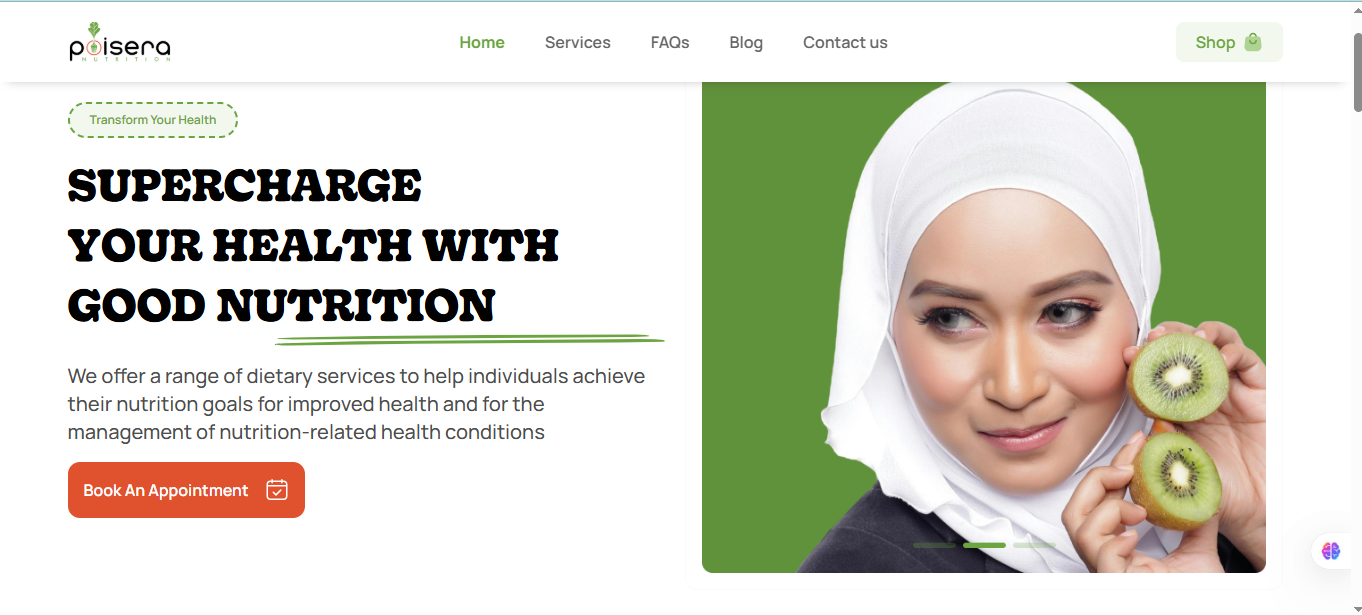 poisera
NUTRITION
Home
Services
FAQs
Blog
Contact us
Shop
Transform Your Health
SUPERCHARGE
YOUR HEALTH WITH
GOOD NUTRITION
We offer a range of dietary services to help individuals achieve
their nutrition goals for improved health and for the
management of nutrition-related health conditions
Book An Appointment